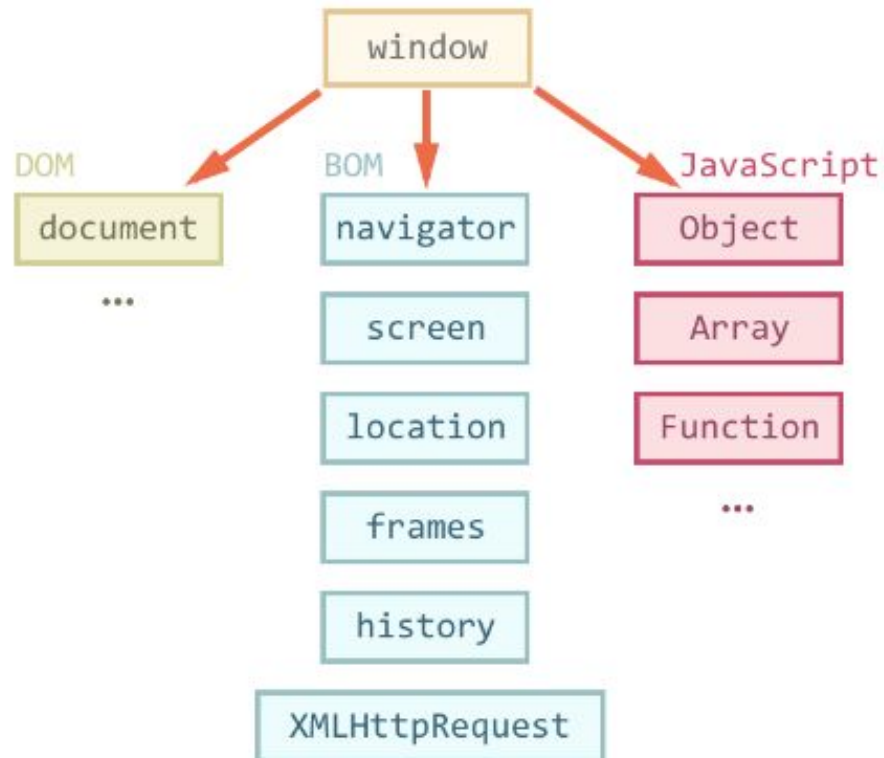 window
DOM
BOM
JavaScript
document
navigator
Object
...
screen
Array
location
Function
frames
...
history
XMLHttpRequest